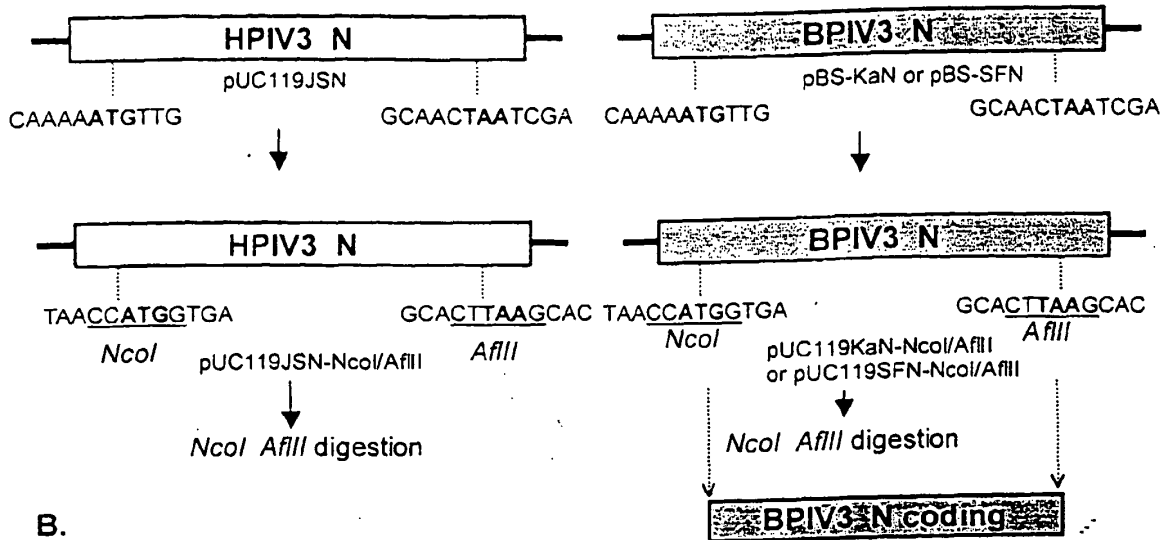 HPIV3 N
pUC119JSN
CAAAAATGTTG
GCAACTAATCGA
BPIV3 N
pBS-KaN or pBS-SFN
CAAAAATGTTG
GCAACTAATCGA
HPIV3 N
TAACCATGGTGA
NcoI
GCACTTAAGCAC
AflII
pUC119JSN-NcoI/AflII
NcoI AflII digestion
BPIV3 N
TAACCATGGTGA
NcoI
GCACTTAAGCAC
AflII
pUC119KaN-NcoI/AflII
or pUC119SFN-NcoI/AflII
NcoI AflII digestion
BPIV3 N coding
B.